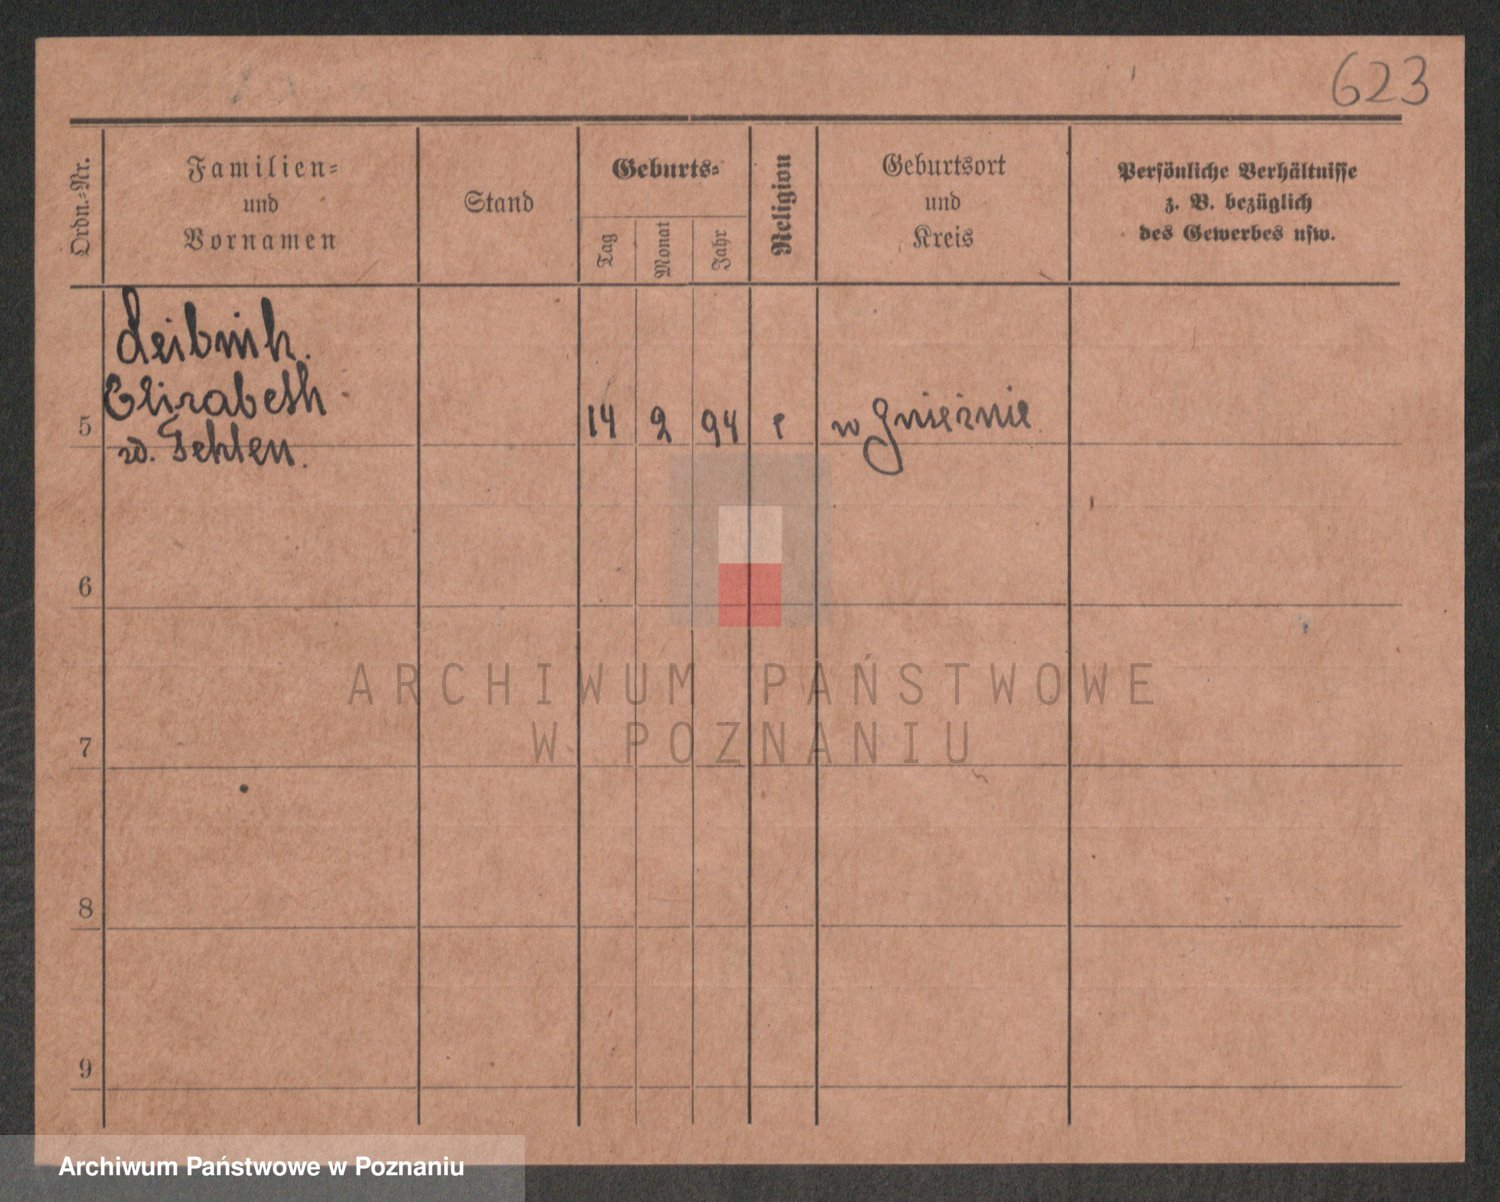 623
Ordn.-Nr.
Familien-
und
Vornamen
Stand
Geburts-
Tag
Monat
Jahr
Religion
Geburtsort
und
Kreis
Persönliche Verhältnisse
z. B. bezüglich
des Gewerbes usw.
Leibnik.
Elisabeth
5 14 2 94 e w Gnieźnie
6
7
8
9
ARCHIWUM PAŃSTWOWE
W POZNANIU
Archiwum Państwowe w Poznaniu